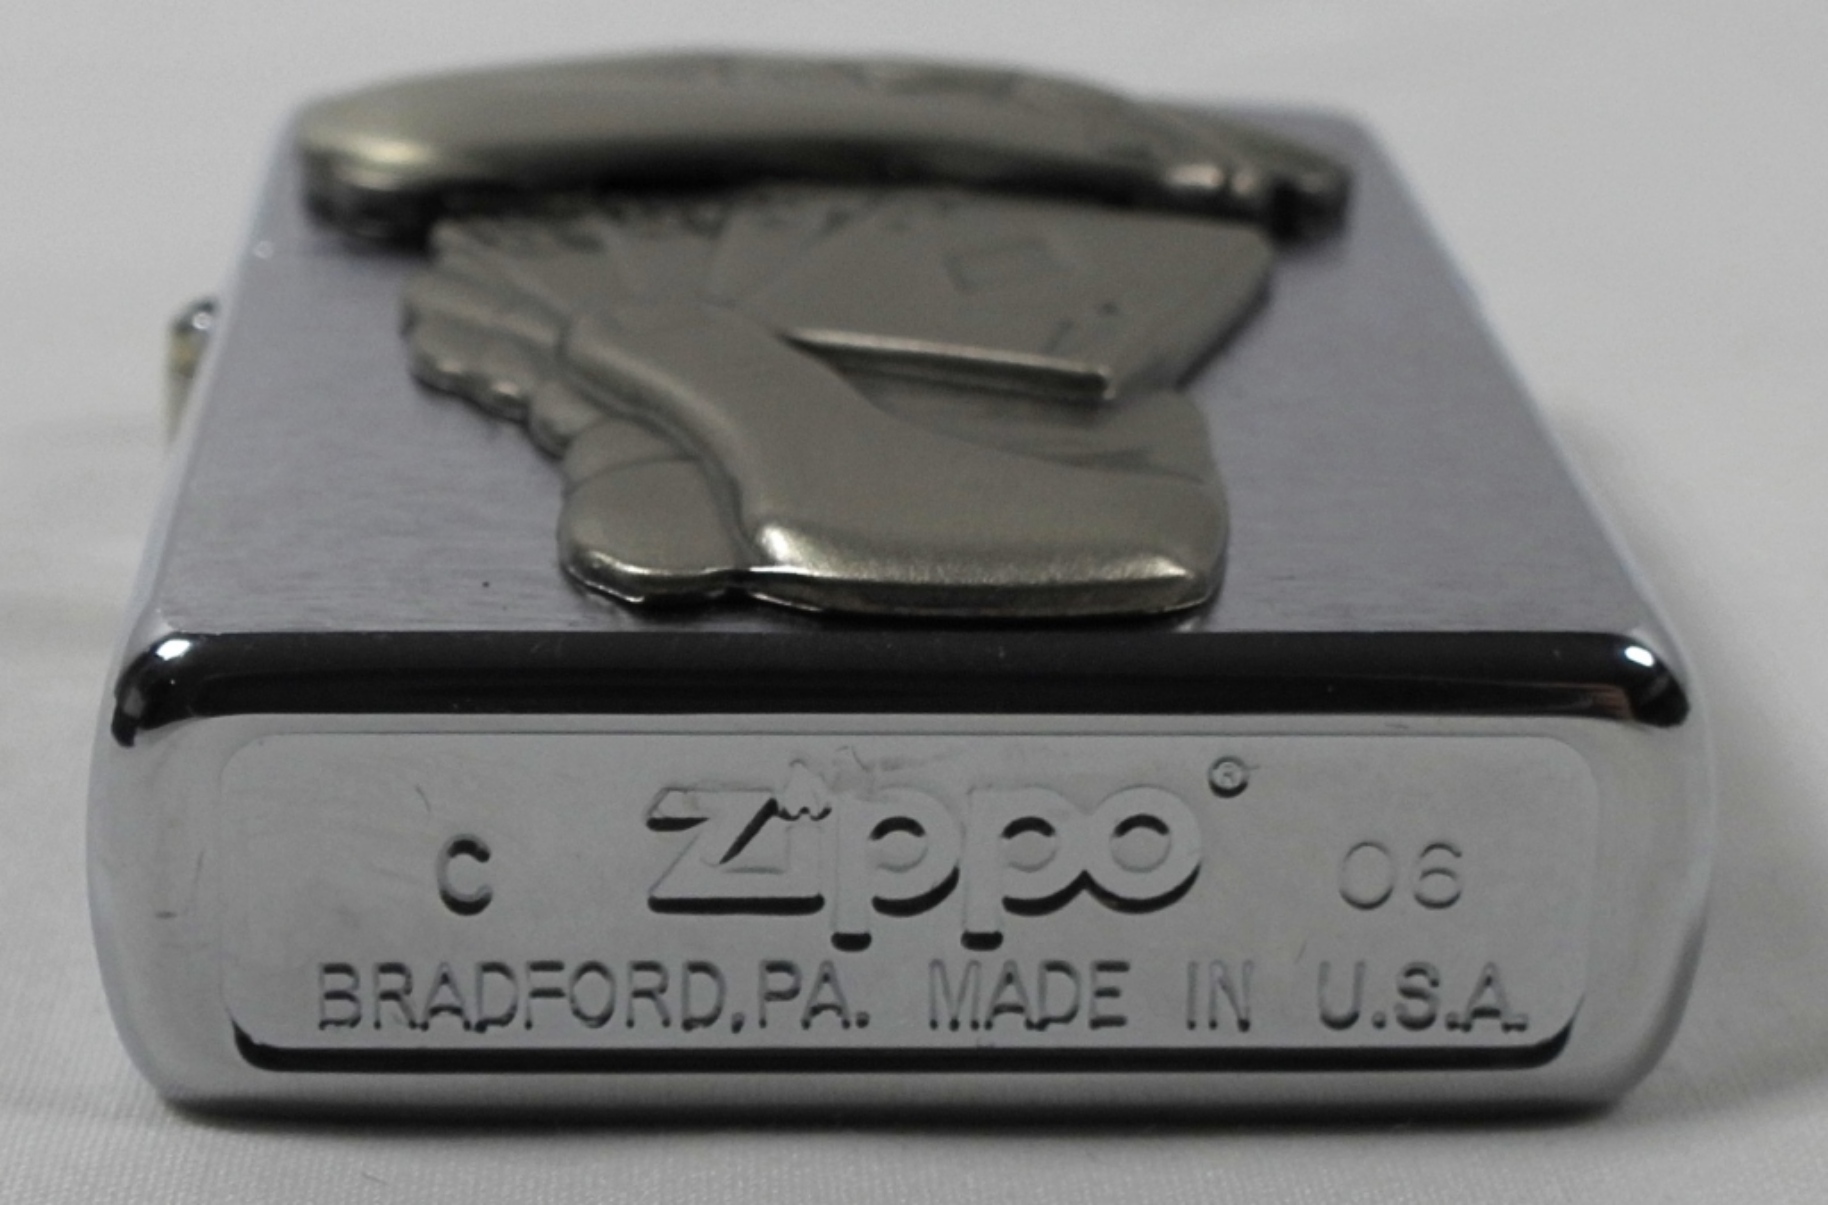 C Zippo® 06
BRADFORD,PA. MADE IN U.S.A.